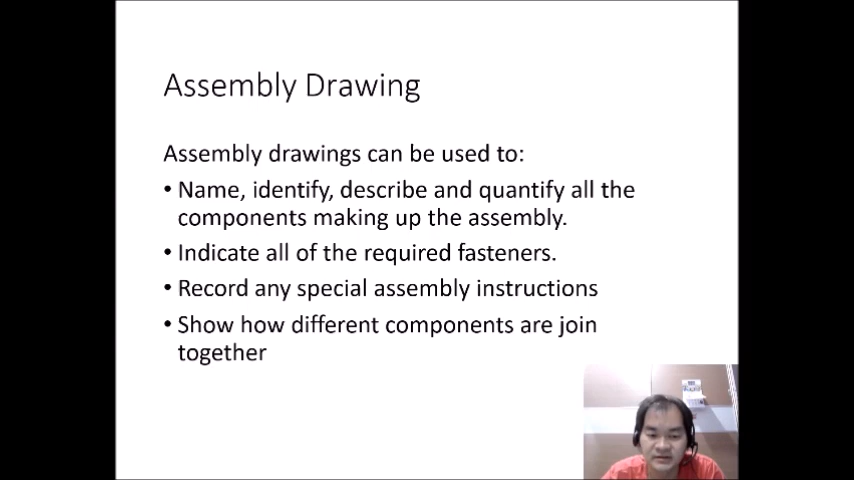 Assembly Drawing
Assembly drawings can be used to:
• Name, identify, describe and quantify all the
components making up the assembly.
• Indicate all of the required fasteners.
• Record any special assembly instructions
• Show how different components are join
together